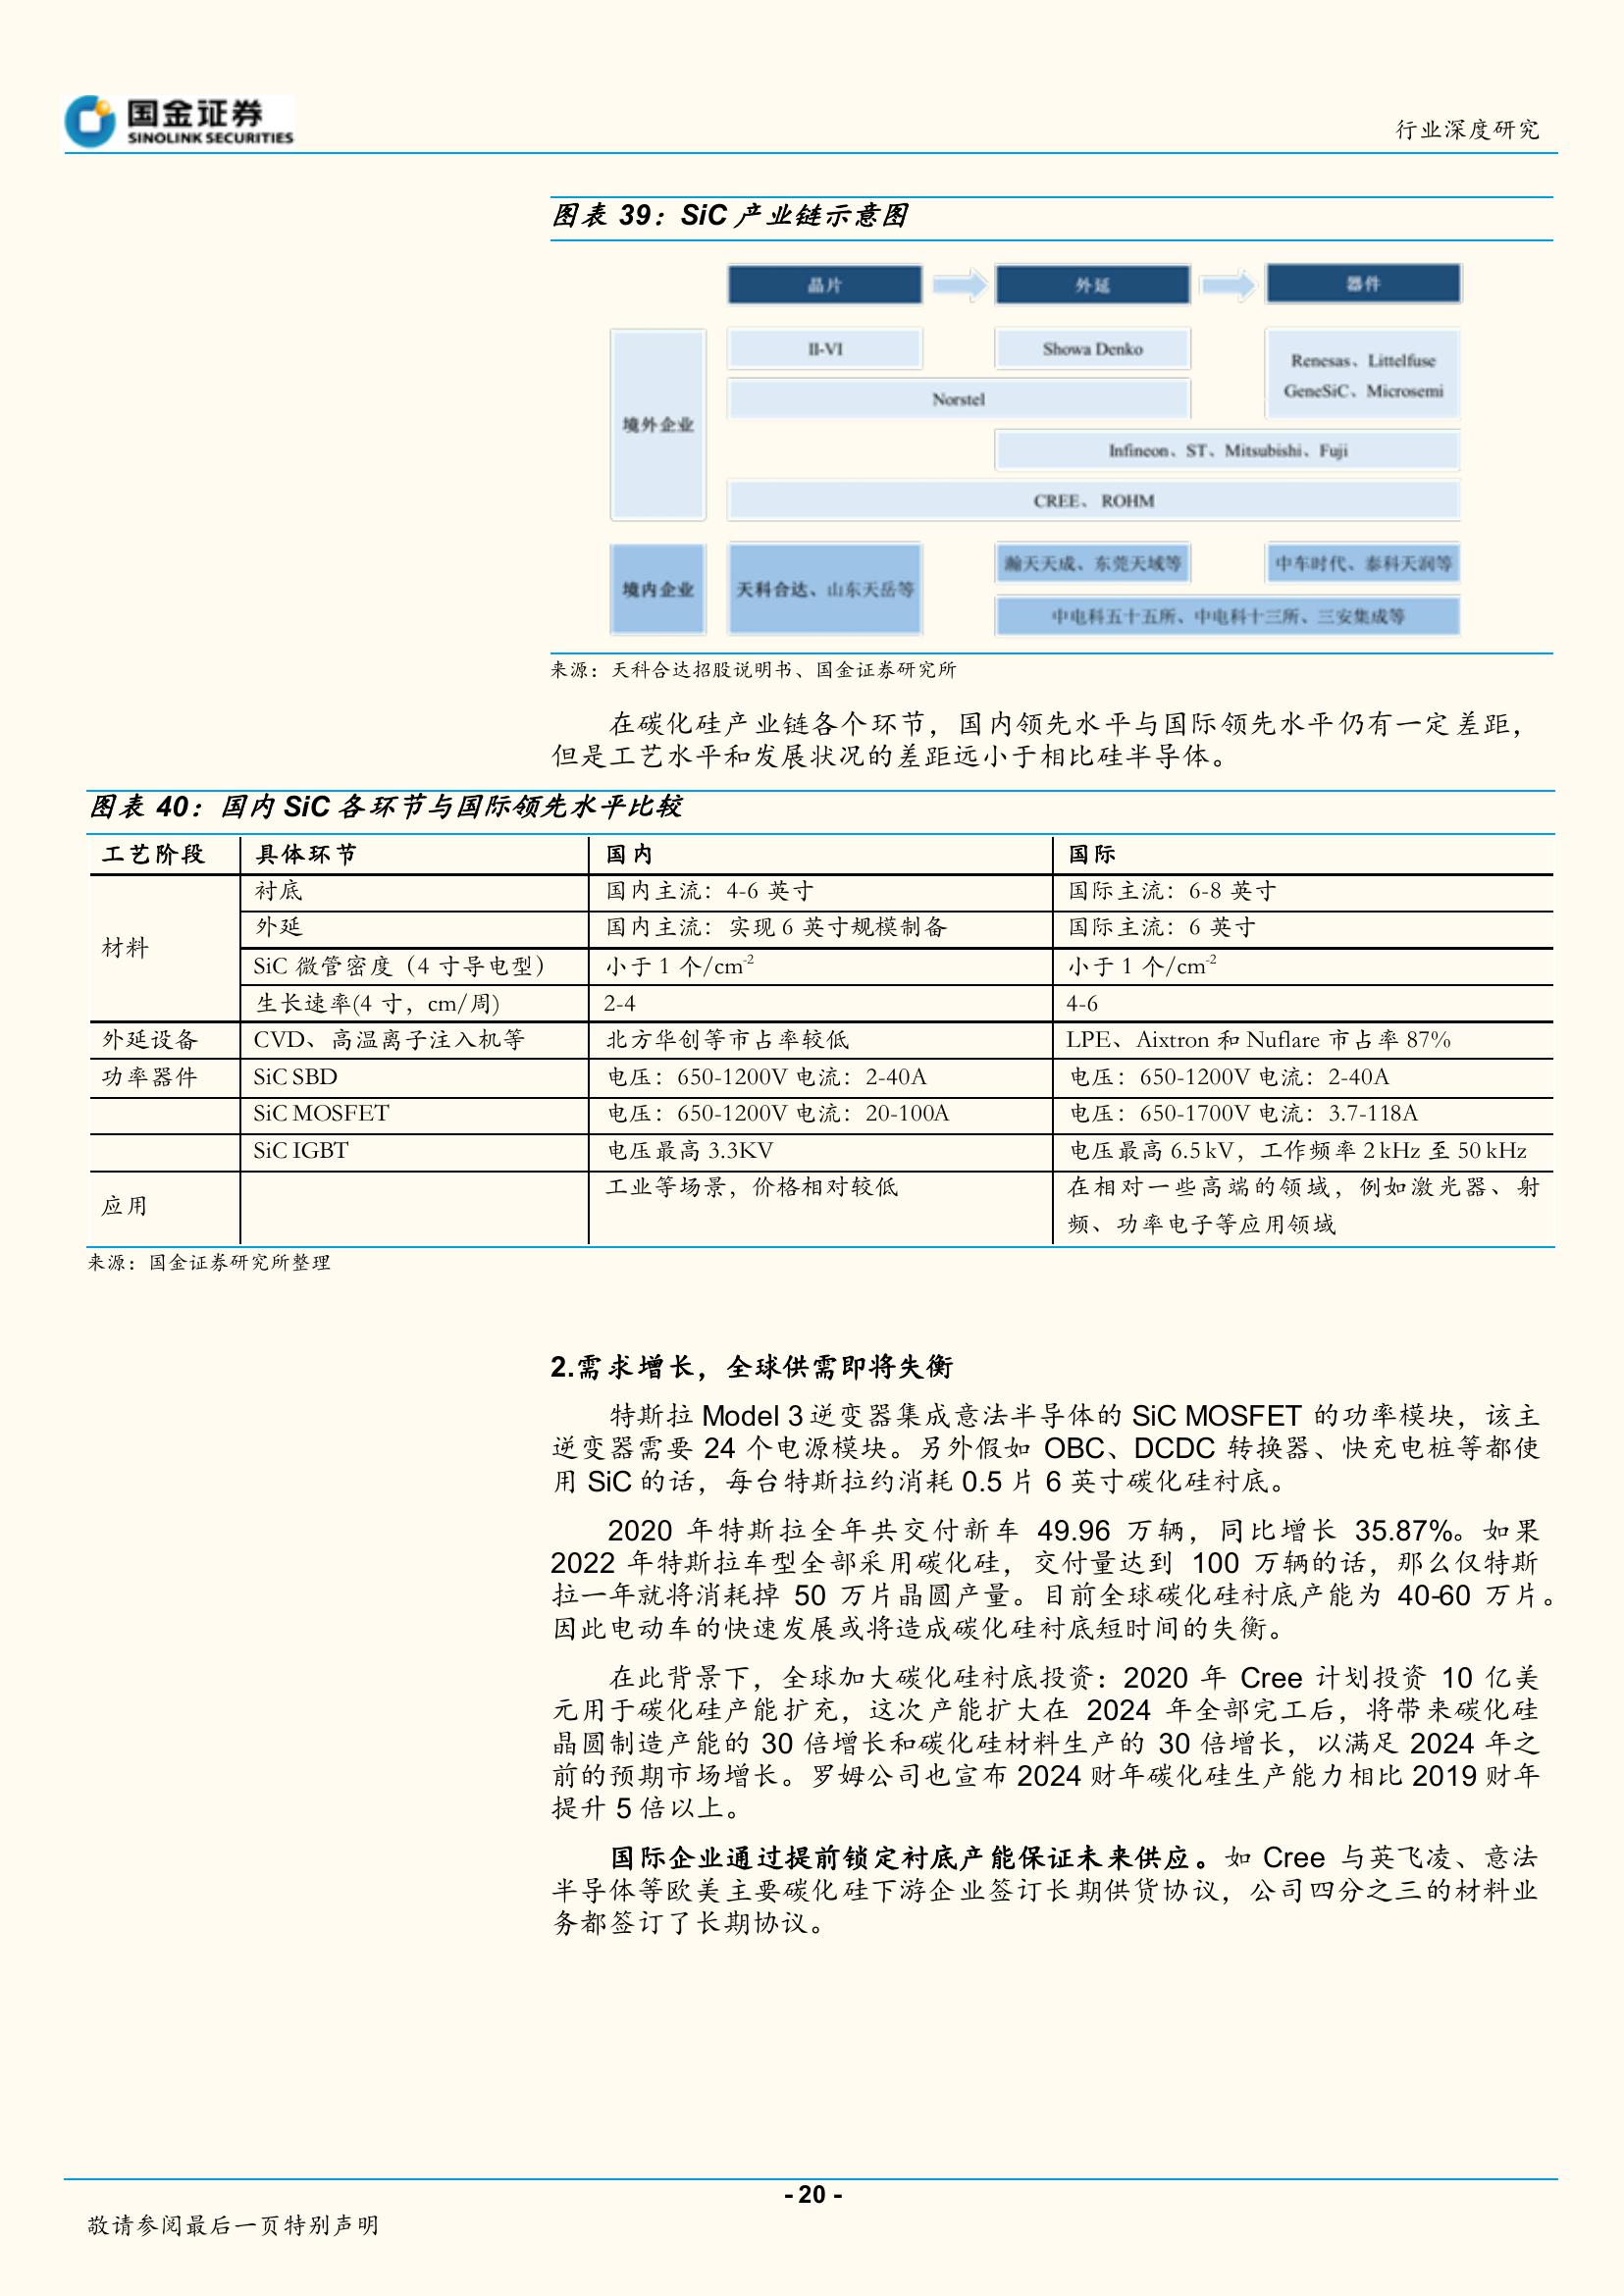 国金证券
SINOLINK SECURITIES
行业深度研究
图表 39：SiC 产业链示意图
晶片 外延 器件
境外企业
II-VI
Showa Denko
Renesas、Littelfuse
GeneSiC、Microsemi
Norstel
Infineon、ST、Mitsubishi、Fuji
CREE、 ROHM
境内企业
天科合达、山东天岳等
瀚天天成、东莞天域等
中车时代、泰科天润等
中电科五十五所、中电科十三所、三安集成等
来源：天科合达招股说明书、国金证券研究所
在碳化硅产业链各个环节，国内领先水平与国际领先水平仍有一定差距，
但是工艺水平和发展状况的差距远小于相比硅半导体。
图表 40：国内 SiC 各环节与国际领先水平比较
工艺阶段 具体环节 国内 国际
材料 衬底 国内主流：4-6 英寸 国际主流：6-8 英寸
外延 国内主流：实现 6 英寸规模制备 国际主流：6 英寸
SiC 微管密度（4 寸导电型） 小于 1 个/cm-2 小于 1 个/cm-2
生长速率(4 寸，cm/周) 2-4 4-6
外延设备 CVD、高温离子注入机等 北方华创等市占率较低 LPE、Aixtron 和 Nuflare 市占率 87%
功率器件 SiC SBD 电压：650-1200V 电流：2-40A 电压：650-1200V 电流：2-40A
SiC MOSFET 电压：650-1200V 电流：20-100A 电压：650-1700V 电流：3.7-118A
SiC IGBT 电压最高 3.3KV 电压最高 6.5 kV，工作频率 2 kHz 至 50 kHz
应用 工业等场景，价格相对较低 在相对一些高端的领域，例如激光器、射
频、功率电子等应用领域
来源：国金证券研究所整理
2.需求增长，全球供需即将失衡
特斯拉 Model 3 逆变器集成意法半导体的 SiC MOSFET 的功率模块，该主
逆变器需要 24 个电源模块。另外假如 OBC、DCDC 转换器、快充电桩等都使
用 SiC 的话，每台特斯拉约消耗 0.5 片 6 英寸碳化硅衬底。
2020 年特斯拉全年共交付新车 49.96 万辆，同比增长 35.87%。如果
2022 年特斯拉车型全部采用碳化硅，交付量达到 100 万辆的话，那么仅特斯
拉一年就将消耗掉 50 万片晶圆产量。目前全球碳化硅衬底产能为 40-60 万片。
因此电动车的快速发展或将造成碳化硅衬底短时间的失衡。
在此背景下，全球加大碳化硅衬底投资：2020 年 Cree 计划投资 10 亿美
元用于碳化硅产能扩充，这次产能扩大在 2024 年全部完工后，将带来碳化硅
晶圆制造产能的 30 倍增长和碳化硅材料生产的 30 倍增长，以满足 2024 年之
前的预期市场增长。罗姆公司也宣布 2024 财年碳化硅生产能力相比 2019 财年
提升 5 倍以上。
国际企业通过提前锁定衬底产能保证未来供应。如 Cree 与英飞凌、意法
半导体等欧美主要碳化硅下游企业签订长期供货协议，公司四分之三的材料业
务都签订了长期协议。
- 20 -
敬请参阅最后一页特别声明